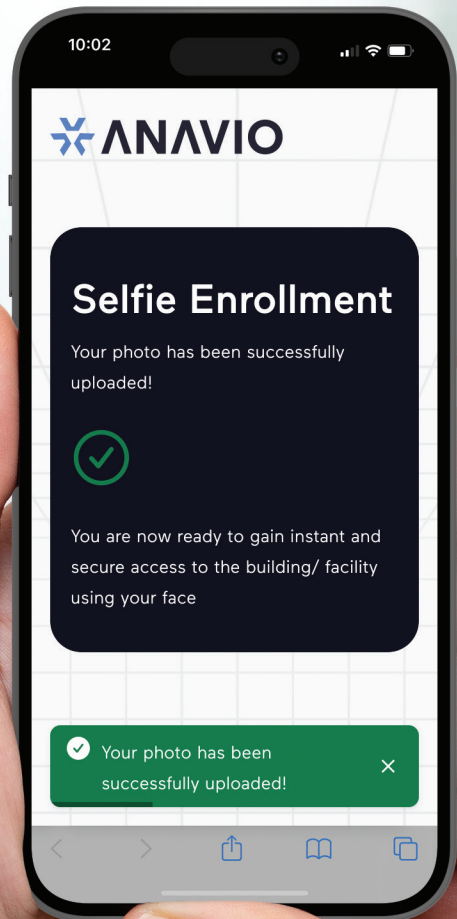 10:02
ANAVIO
Selfie Enrollment
Your photo has been successfully
uploaded!
You are now ready to gain instant and
secure access to the building/ facility
using your face
Your photo has been
successfully uploaded!